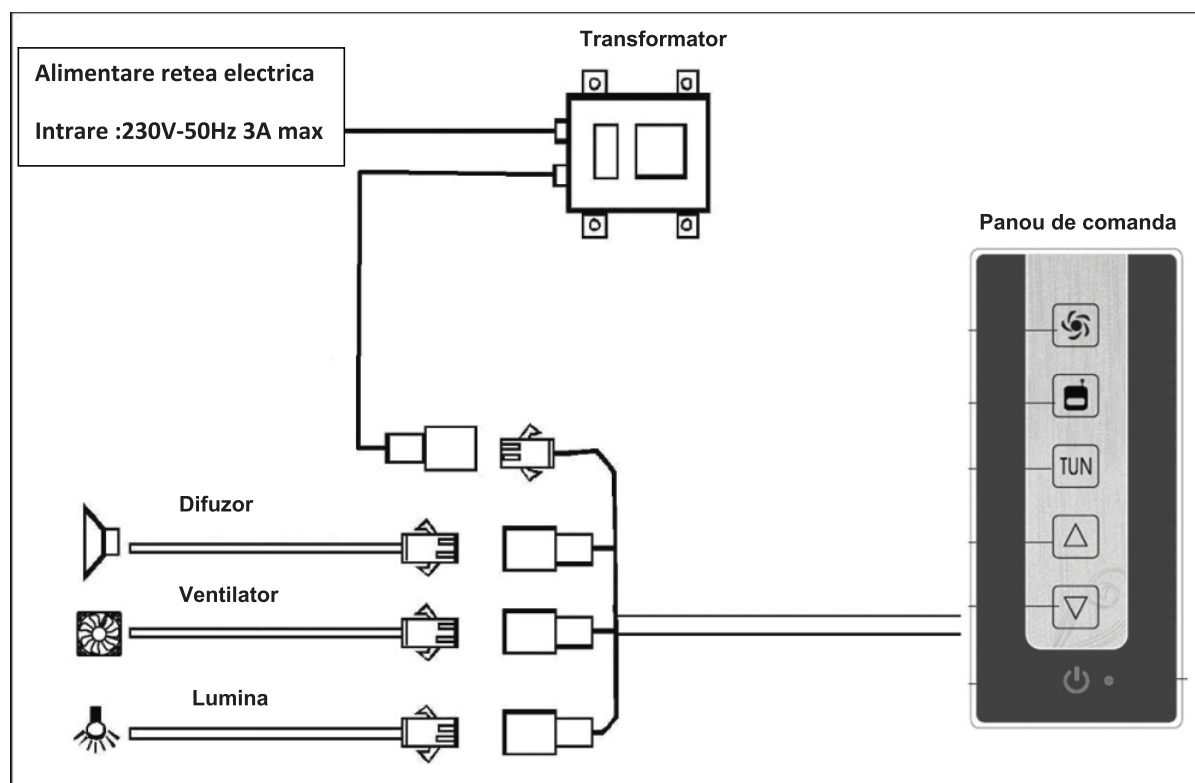 Transformator
Alimentare retea electrica
Intrare :230V-50Hz 3A max
Panou de comanda
TUN
Difuzor
Ventilator
Lumina